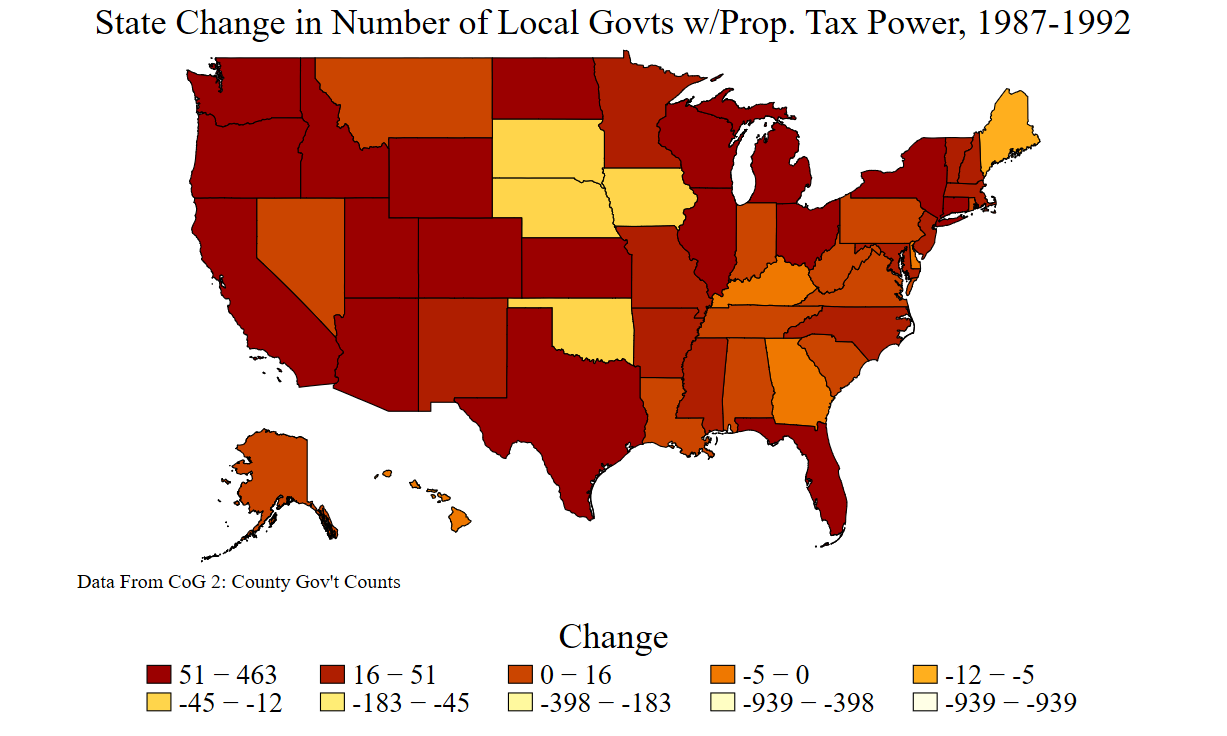 State Change in Number of Local Govts w/Prop. Tax Power, 1987-1992
Data From CoG 2: County Gov't Counts
Change
51 − 463 16 − 51 0 − 16 -5 − 0 -12 − -5
-45 − -12 -183 − -45 -398 − -183 -939 − -398 -939 − -939